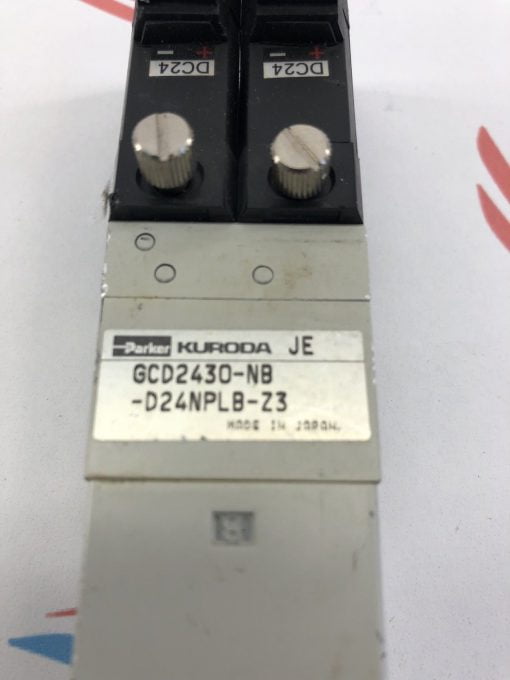 - + - +
DC24 DC24
Parker KURODA JE
GCD2430-NB
-D24NPLB-Z3
MADE IN JAPAN.